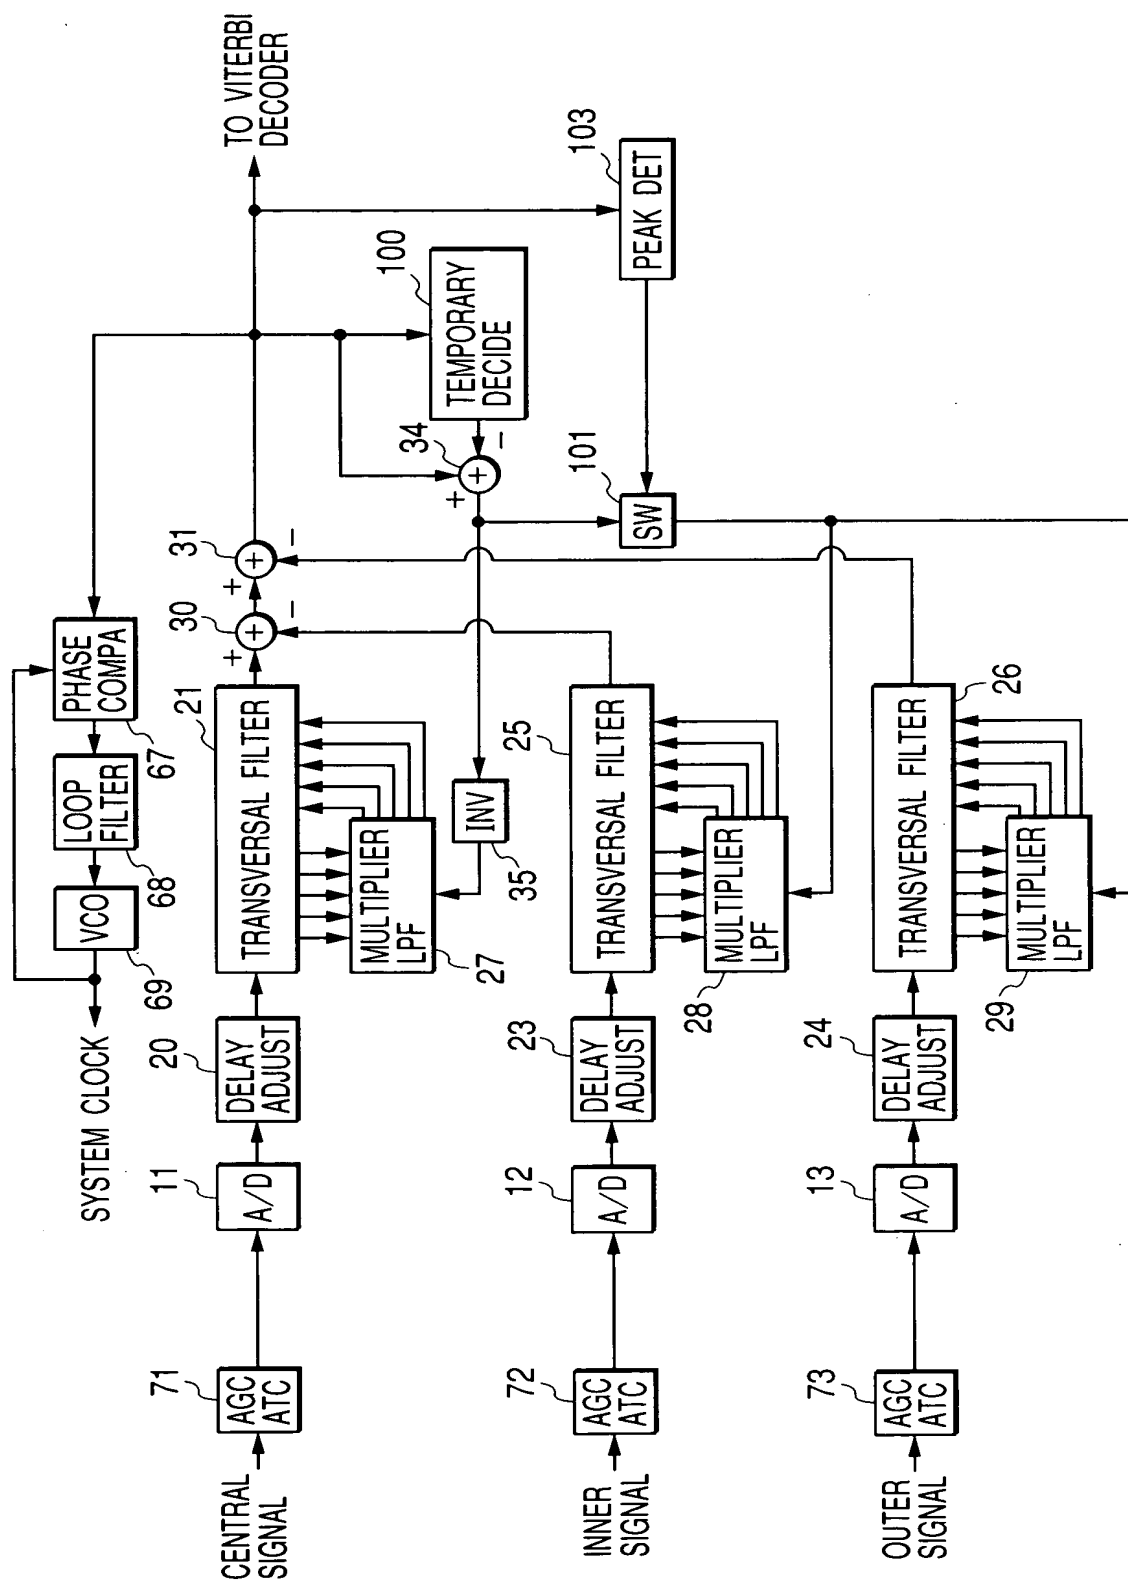 SYSTEM CLOCK
VCO
69
LOOP
FILTER
68
PHASE
COMPA
67
TO VITERBI
DECODER
CENTRAL
SIGNAL
AGC
ATC
71
A/D
11
DELAY
ADJUST
20
TRANSVERSAL FILTER
21
+
+
-
30
+
+
-
31
MULTIPLIER
LPF
27
INV
35
+
+
-
34
TEMPORARY
DECIDE
100
SW
101
PEAK DET
103
INNER
SIGNAL
AGC
ATC
72
A/D
12
DELAY
ADJUST
23
TRANSVERSAL FILTER
25
MULTIPLIER
LPF
28
OUTER
SIGNAL
AGC
ATC
73
A/D
13
DELAY
ADJUST
24
TRANSVERSAL FILTER
26
MULTIPLIER
LPF
29